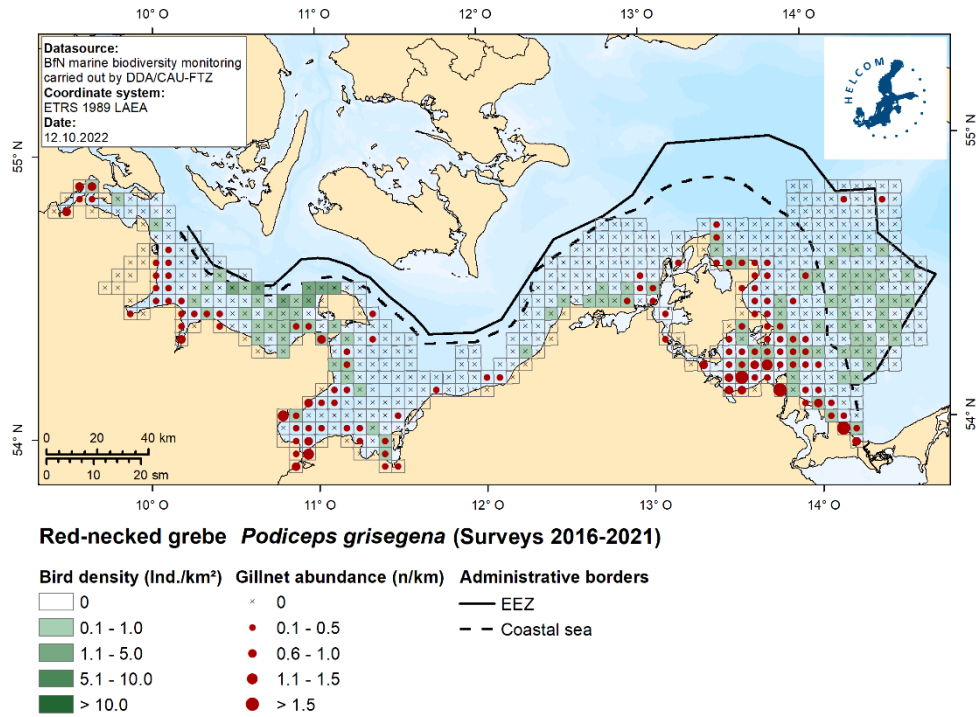 10° O 11° O 12° O 13° O 14° O
Datasource:
BfN marine biodiversity monitoring
carried out by DDA/CAU-FTZ
Coordinate system:
ETRS 1989 LAEA
Date:
12.10.2022
HELCOM
55° N
55° N
54° N
54° N
0 20 40 km
0 10 20 sm
10° O 11° O 12° O 13° O 14° O
Red-necked grebe Podiceps grisegena (Surveys 2016-2021)
Bird density (Ind./km²) Gillnet abundance (n/km) Administrative borders
0 0 EEZ
0.1 - 1.0 0.1 - 0.5 Coastal sea
1.1 - 5.0 0.6 - 1.0
5.1 - 10.0 1.1 - 1.5
> 10.0 > 1.5